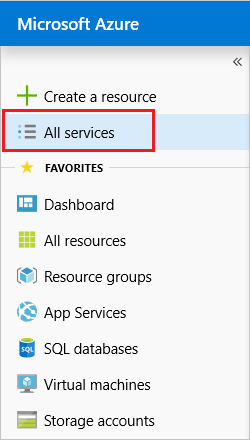 Microsoft Azure
«
Create a resource
All services
FAVORITES
Dashboard
All resources
Resource groups
App Services
SQL
SQL databases
Virtual machines
Storage accounts